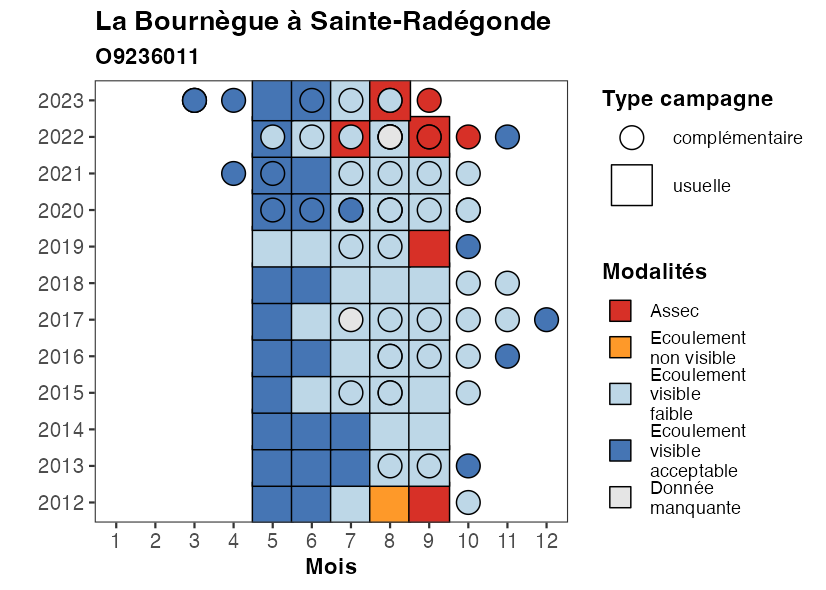 La Bournègue à Sainte-Radégonde
O9236011
2023
2022
2021
2020
2019
2018
2017
2016
2015
2014
2013
2012
1 2 3 4 5 6 7 8 9 10 11 12
Mois
Type campagne
complémentaire
usuelle
Modalités
Assec
Ecoulement
non visible
Ecoulement
visible
faible
Ecoulement
visible
acceptable
Donnée
manquante